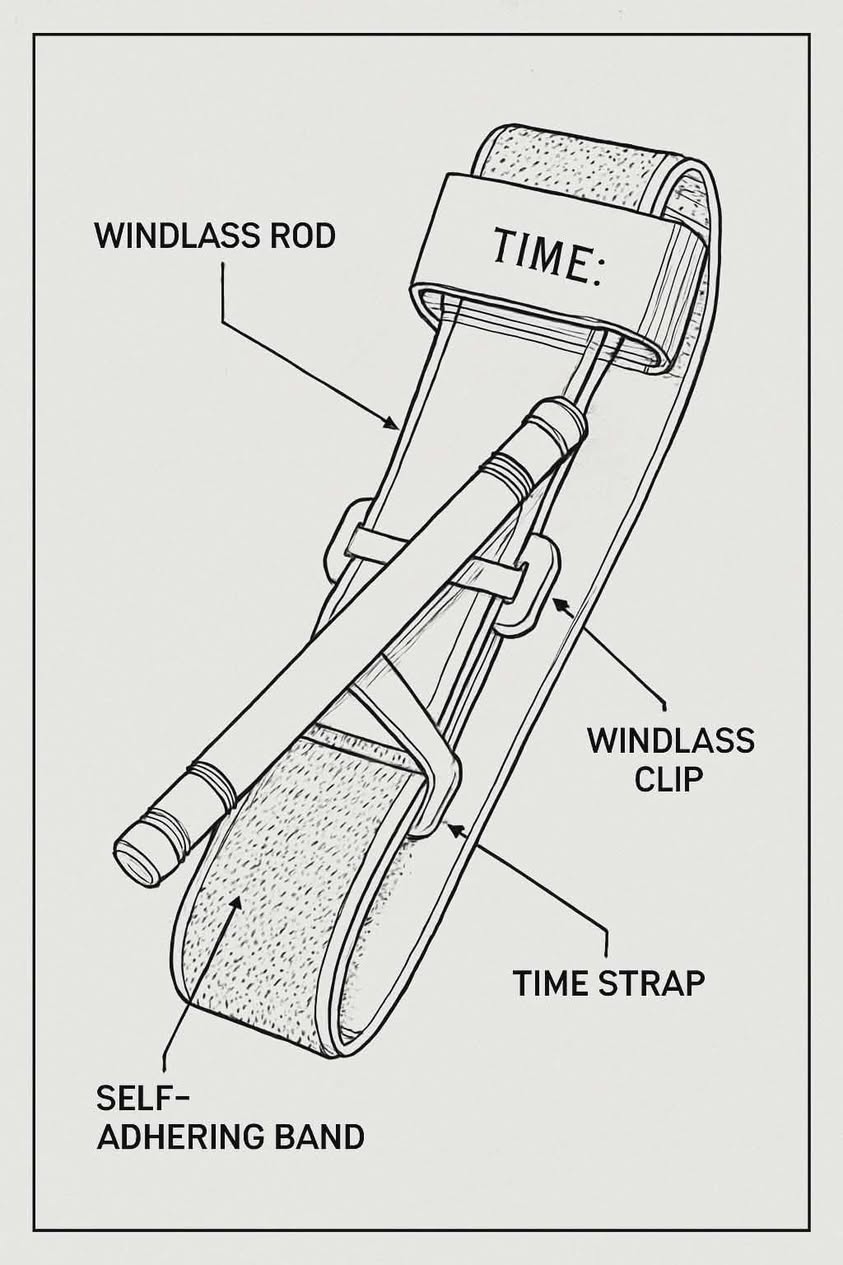 TIME:
WINDLASS ROD
WINDLASS
CLIP
TIME STRAP
SELF-
ADHERING BAND